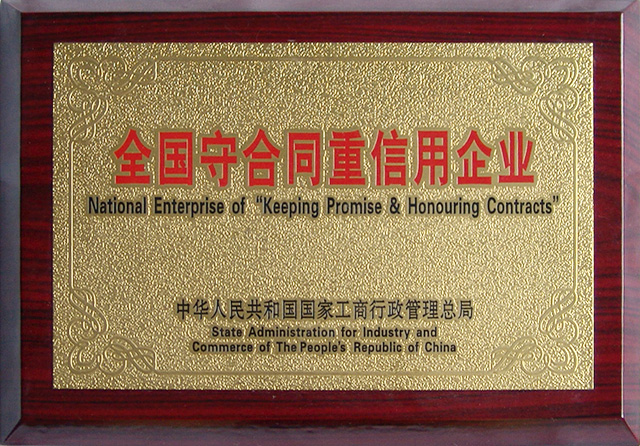 全国守合同重信用企业
National Enterprise of “Keeping Promise & Honouring Contracts”
中华人民共和国国家工商行政管理总局
State Administration for Industry and
Commerce of The People's Republic of China